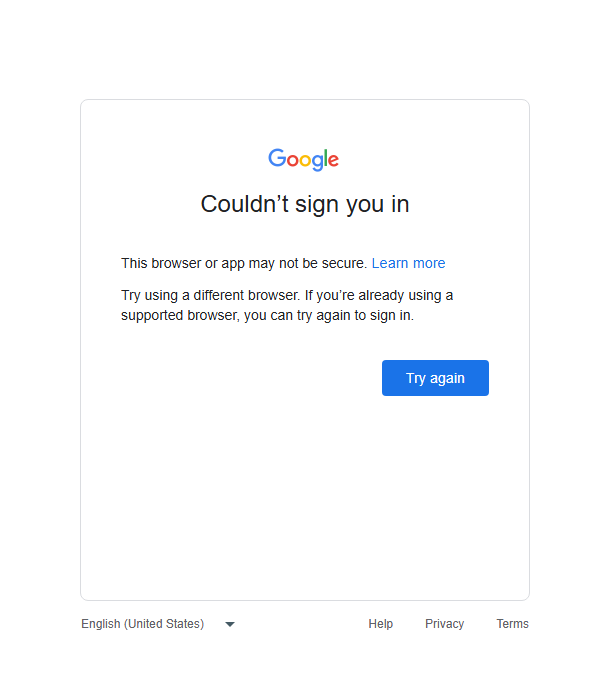 Google
Couldn’t sign you in
This browser or app may not be secure. Learn more
Try using a different browser. If you’re already using a
supported browser, you can try again to sign in.
Try again
English (United States) Help Privacy Terms